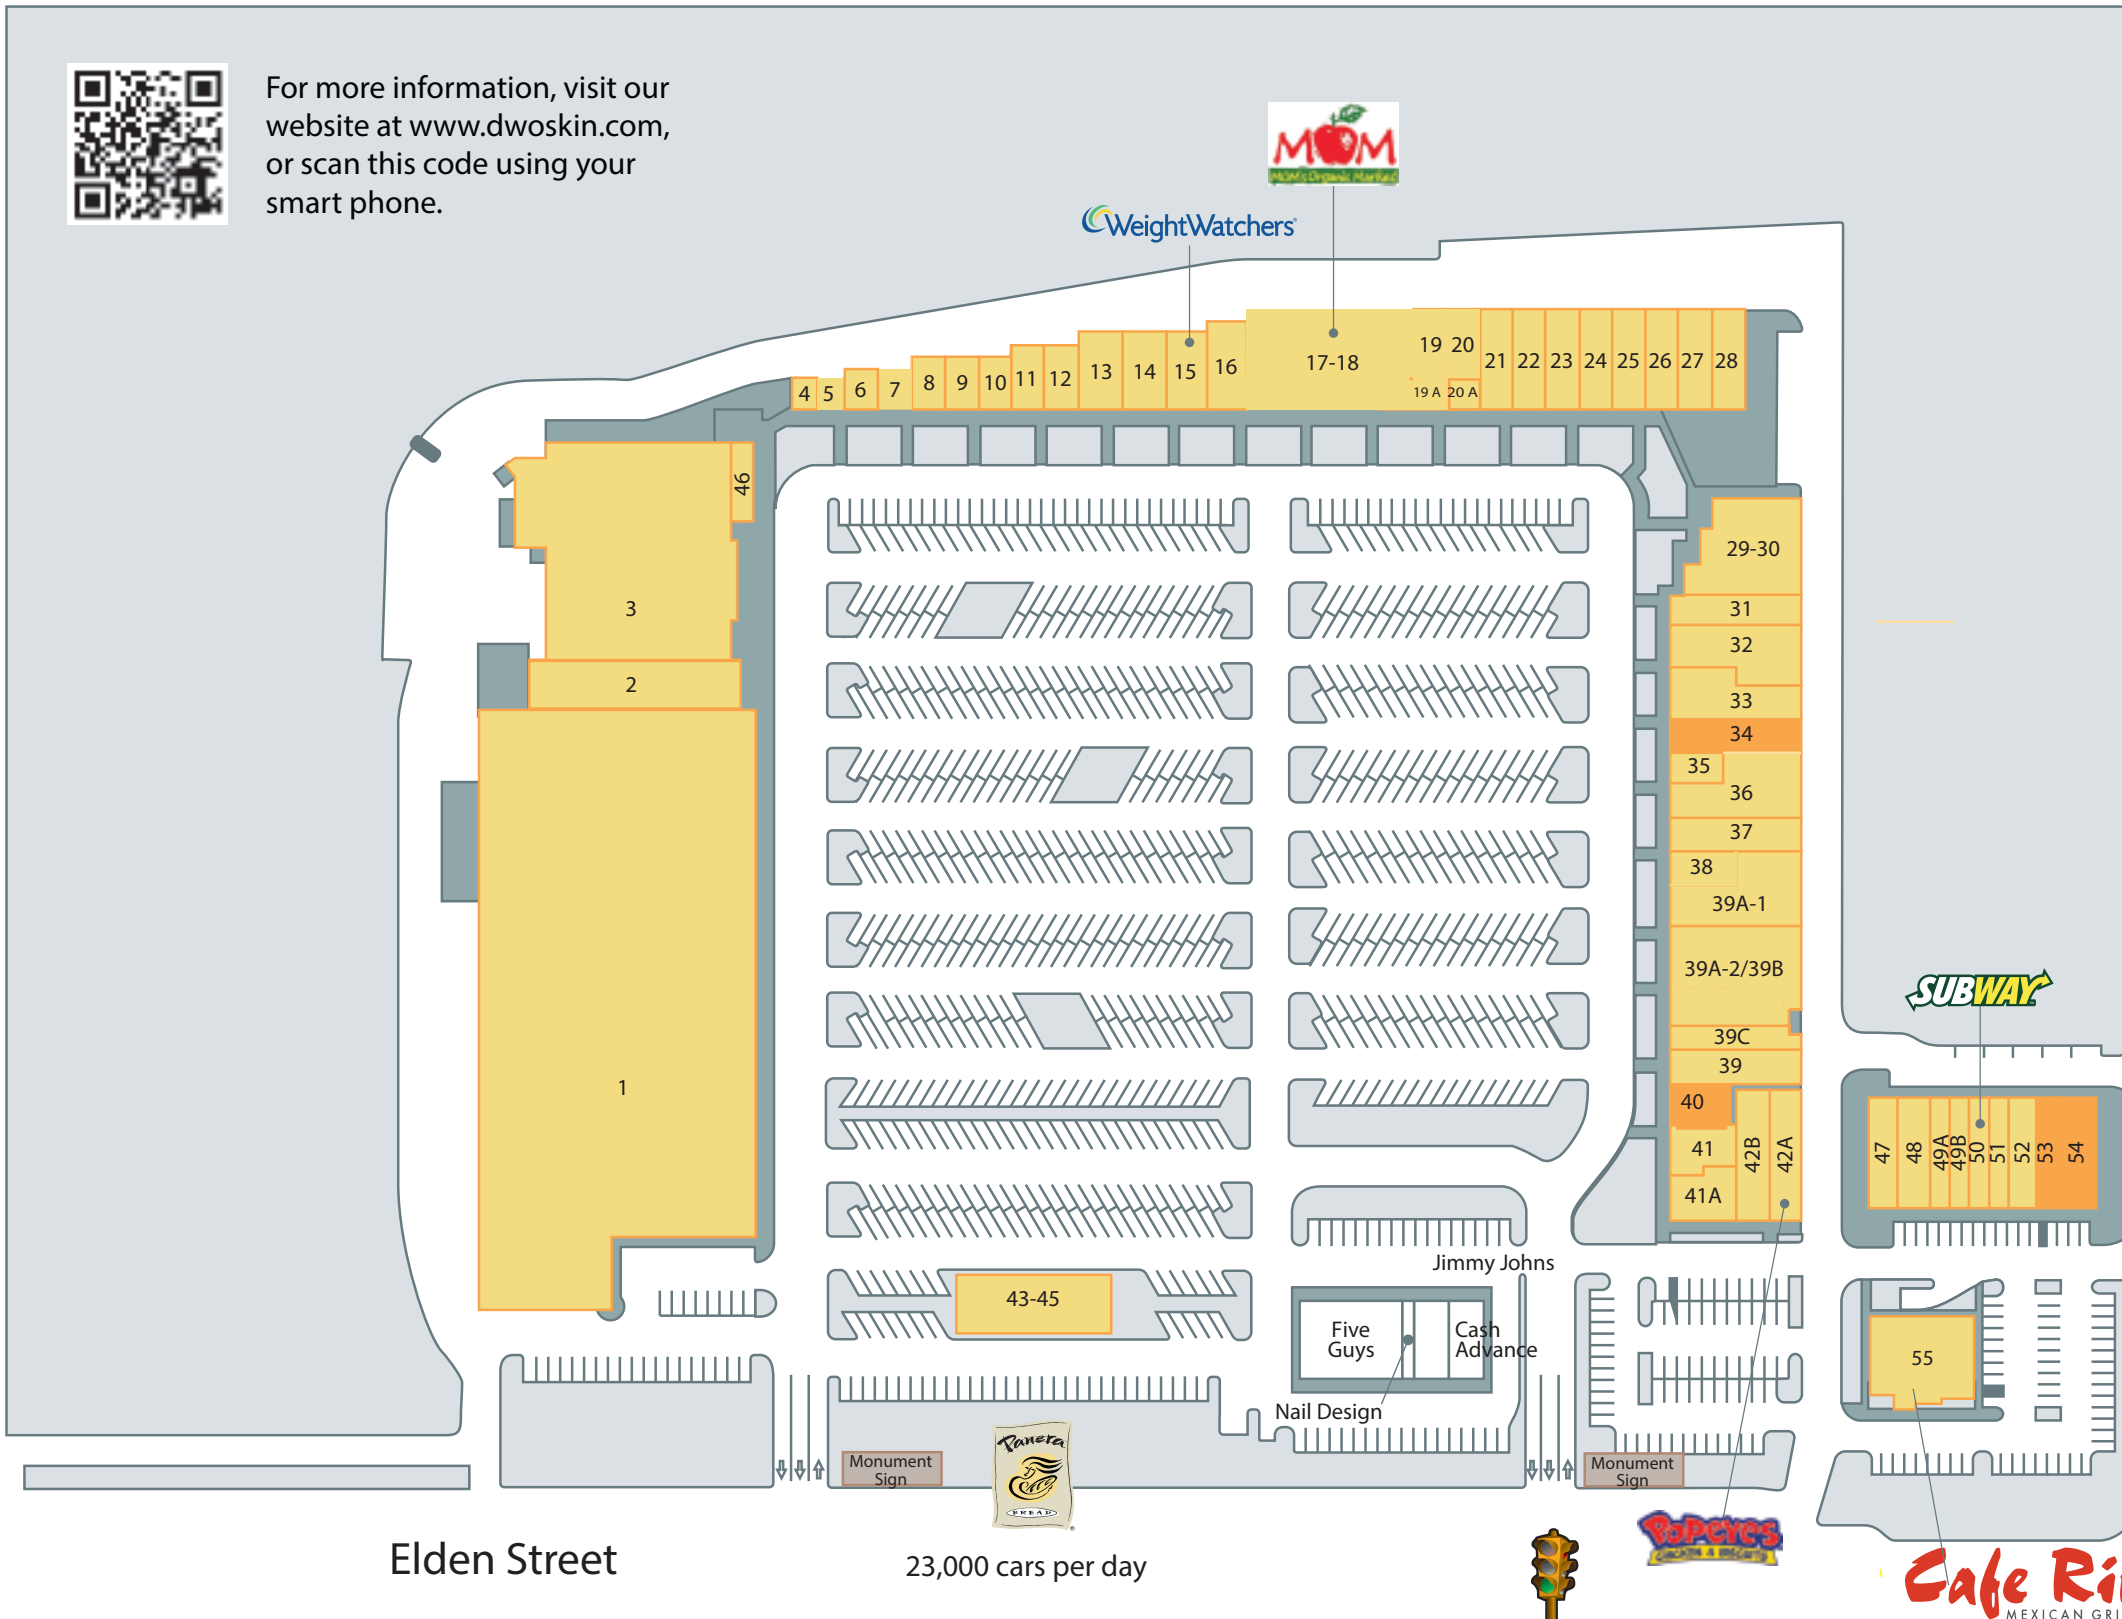 For more information, visit our
website at www.dwoskin.com,
or scan this code using your
smart phone.
MOM
MOM's Organic Market
WeightWatchers
4 5 6 7 8 9 10 11 12 13 14 15 16 17-18 19 20 21 22 23 24 25 26 27 28
19 A 20 A
46
3
2
1
29-30
31
32
33
34
35
36
37
38
39A-1
39A-2/39B
39C
39
40
41
41A
42B
42A
SUBWAY
47 48 49A 49B 50 51 52 53 54
55
43-45
Jimmy Johns
Five
Guys
Cash
Advance
Nail Design
Monument
Sign
Panera
BREAD
Monument
Sign
POPEYES
CHICKEN & BISCUITS
Elden Street
23,000 cars per day
Cafe Ri
MEXICAN GRI